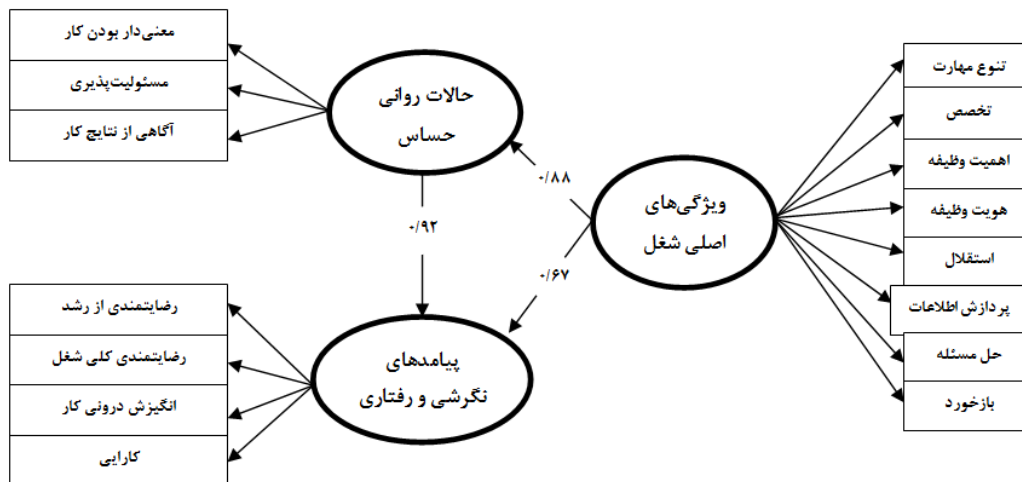 تنوع مهارت
تخصص
اهمیت وظیفه
هویت وظیفه
استقلال
پردازش اطلاعات
حل مسئله
بازخورد
ویژگی‌های
اصلی شغل
۰/۸۸
۰/۶۷
حالات روانی
حساس
۰/۹۲
پیامدهای
نگرشی و رفتاری
معنی‌دار بودن کار
مسئولیت‌پذیری
آگاهی از نتایج کار
رضایتمندی از رشد
رضایتمندی کلی شغل
انگیزش درونی کار
کارایی